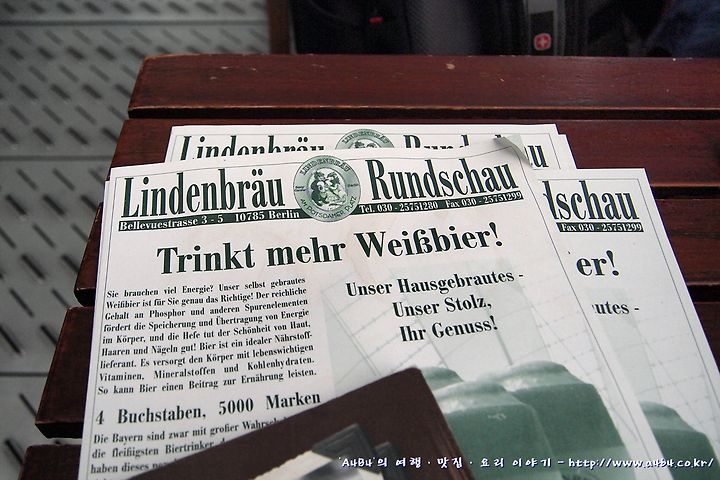 Lindenbräu Rundschau
Lindenbräu
LINDENBRÄU
Rundschau
Bellevuestrasse 3 - 5 10785 Berlin
Tel. 030 - 25751280 Fax 030 - 25751299
dschau
Fax 030 - 25751299
Trinkt mehr Weißbier!
er!
Sie brauchen viel Energie? Unser selbst gebrautes
Weißbier ist für Sie genau das Richtige! Der reichliche
Gehalt an Phosphor und anderen Spurenelementen
fördert die Speicherung und Übertragung von Energie
im Körper, und die Hefe tut der Schönheit von Haut,
Haaren und Nägeln gut! Bier ist ein idealer Nährstoff-
lieferant. Es versorgt den Körper mit lebenswichtigen
Vitaminen, Mineralstoffen und Kohlenhydraten.
So kann Bier einen Beitrag zur Ernährung leisten.
Unser Hausgebrautes -
Unser Stolz,
Ihr Genuss!
utes -
4 Buchstaben, 5000 Marken
Die Bayern sind zwar mit großer
die fleißigsten Biertrinker
haben dieses
'A4B4'의 여행 · 맛집 · 요리 이야기 - http://www.a4b4.co.kr/